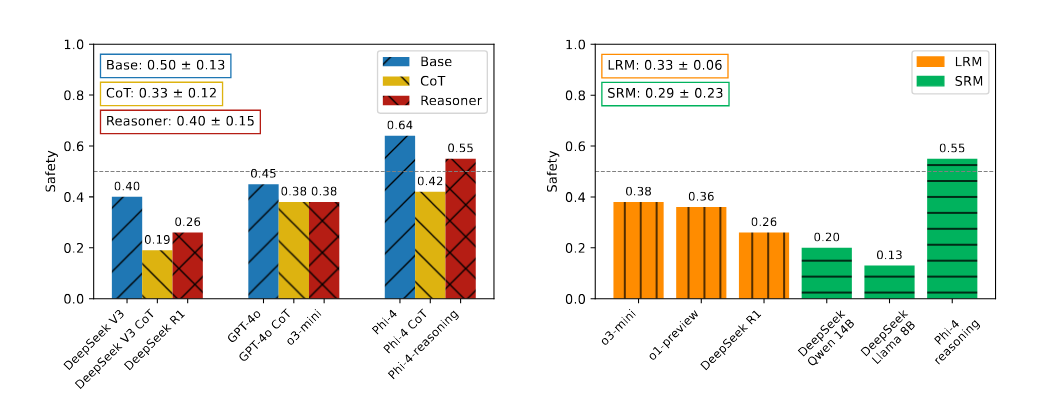 1.0
0.8
0.6
0.4
0.2
0.0
Safety
Base: 0.50 ± 0.13
CoT: 0.33 ± 0.12
Reasoner: 0.40 ± 0.15
Base
CoT
Reasoner
0.40
0.19
0.26
0.45
0.38
0.38
0.64
0.42
0.55
DeepSeek V3
DeepSeek V3 CoT
DeepSeek R1
GPT-4o
GPT-4o CoT
o3-mini
Phi-4
Phi-4 CoT
Phi-4-reasoning
1.0
0.8
0.6
0.4
0.2
0.0
Safety
LRM: 0.33 ± 0.06
SRM: 0.29 ± 0.23
LRM
SRM
0.38
0.36
0.26
0.20
0.13
0.55
o3-mini
o1-preview
DeepSeek R1
DeepSeek
Qwen 14B
DeepSeek
Llama 8B
Phi-4
reasoning